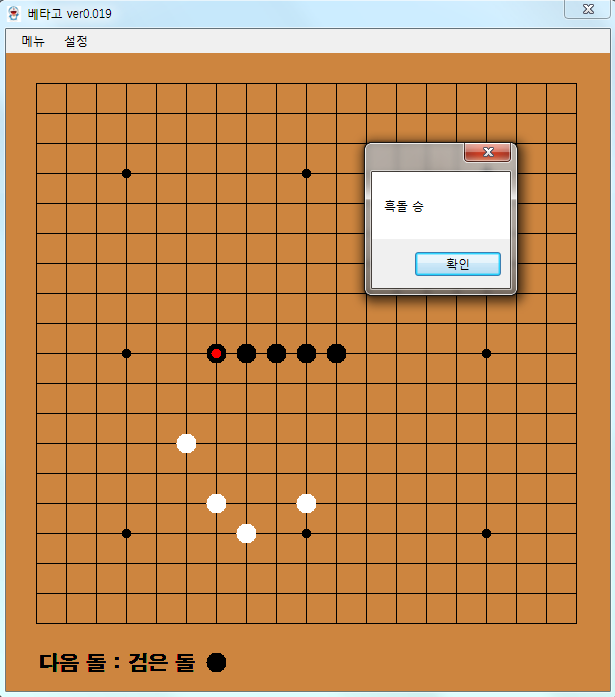 베타고 ver0.019
메뉴 설정
흑돌 승
확인
다음 돌 : 검은 돌